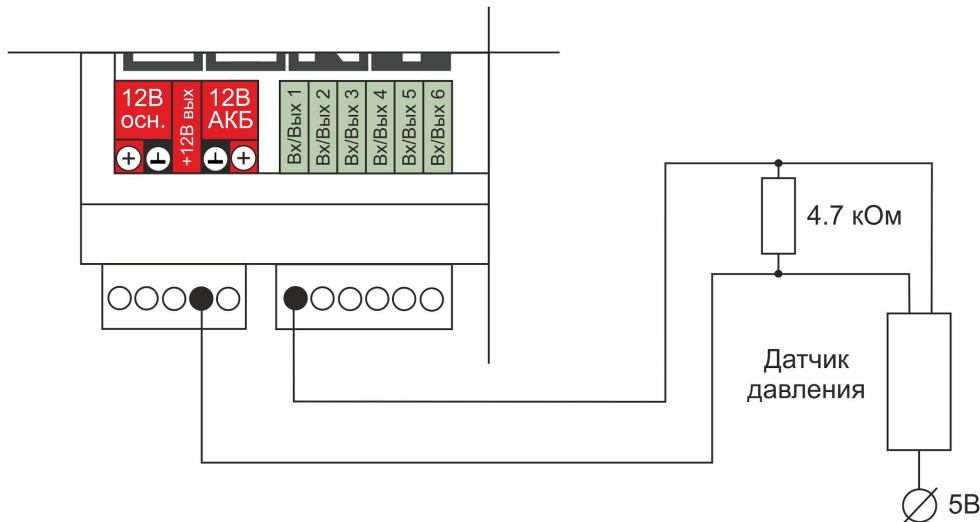 12В
осн.
+12В вых
12В
АКБ
Вх/Вых 1
Вх/Вых 2
Вх/Вых 3
Вх/Вых 4
Вх/Вых 5
Вх/Вых 6
4.7 кОм
Датчик
давления
5В